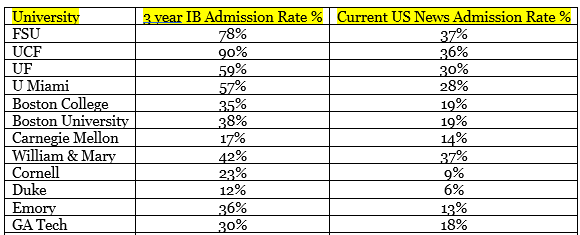 University 3 year IB Admission Rate % Current US News Admission Rate %
FSU 78% 37%
UCF 90% 36%
UF 59% 30%
U Miami 57% 28%
Boston College 35% 19%
Boston University 38% 19%
Carnegie Mellon 17% 14%
William & Mary 42% 37%
Cornell 23% 9%
Duke 12% 6%
Emory 36% 13%
GA Tech 30% 18%